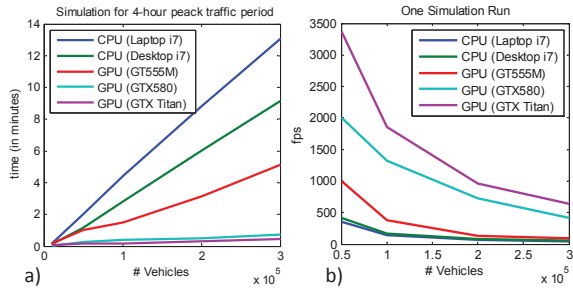 Simulation for 4-hour peack traffic period
14
12
10
8
6
4
2
0
time (in minutes)
CPU (Laptop i7)
CPU (Desktop i7)
GPU (GT555M)
GPU (GTX580)
GPU (GTX Titan)
0 1 2 3
x 10^5
# Vehicles
a)
One Simulation Run
3500
3000
2500
2000
1500
1000
500
0
fps
CPU (Laptop i7)
CPU (Desktop i7)
GPU (GT555M)
GPU (GTX580)
GPU (GTX Titan)
0.5 1 1.5 2 2.5 3
x 10^5
# Vehicles
b)